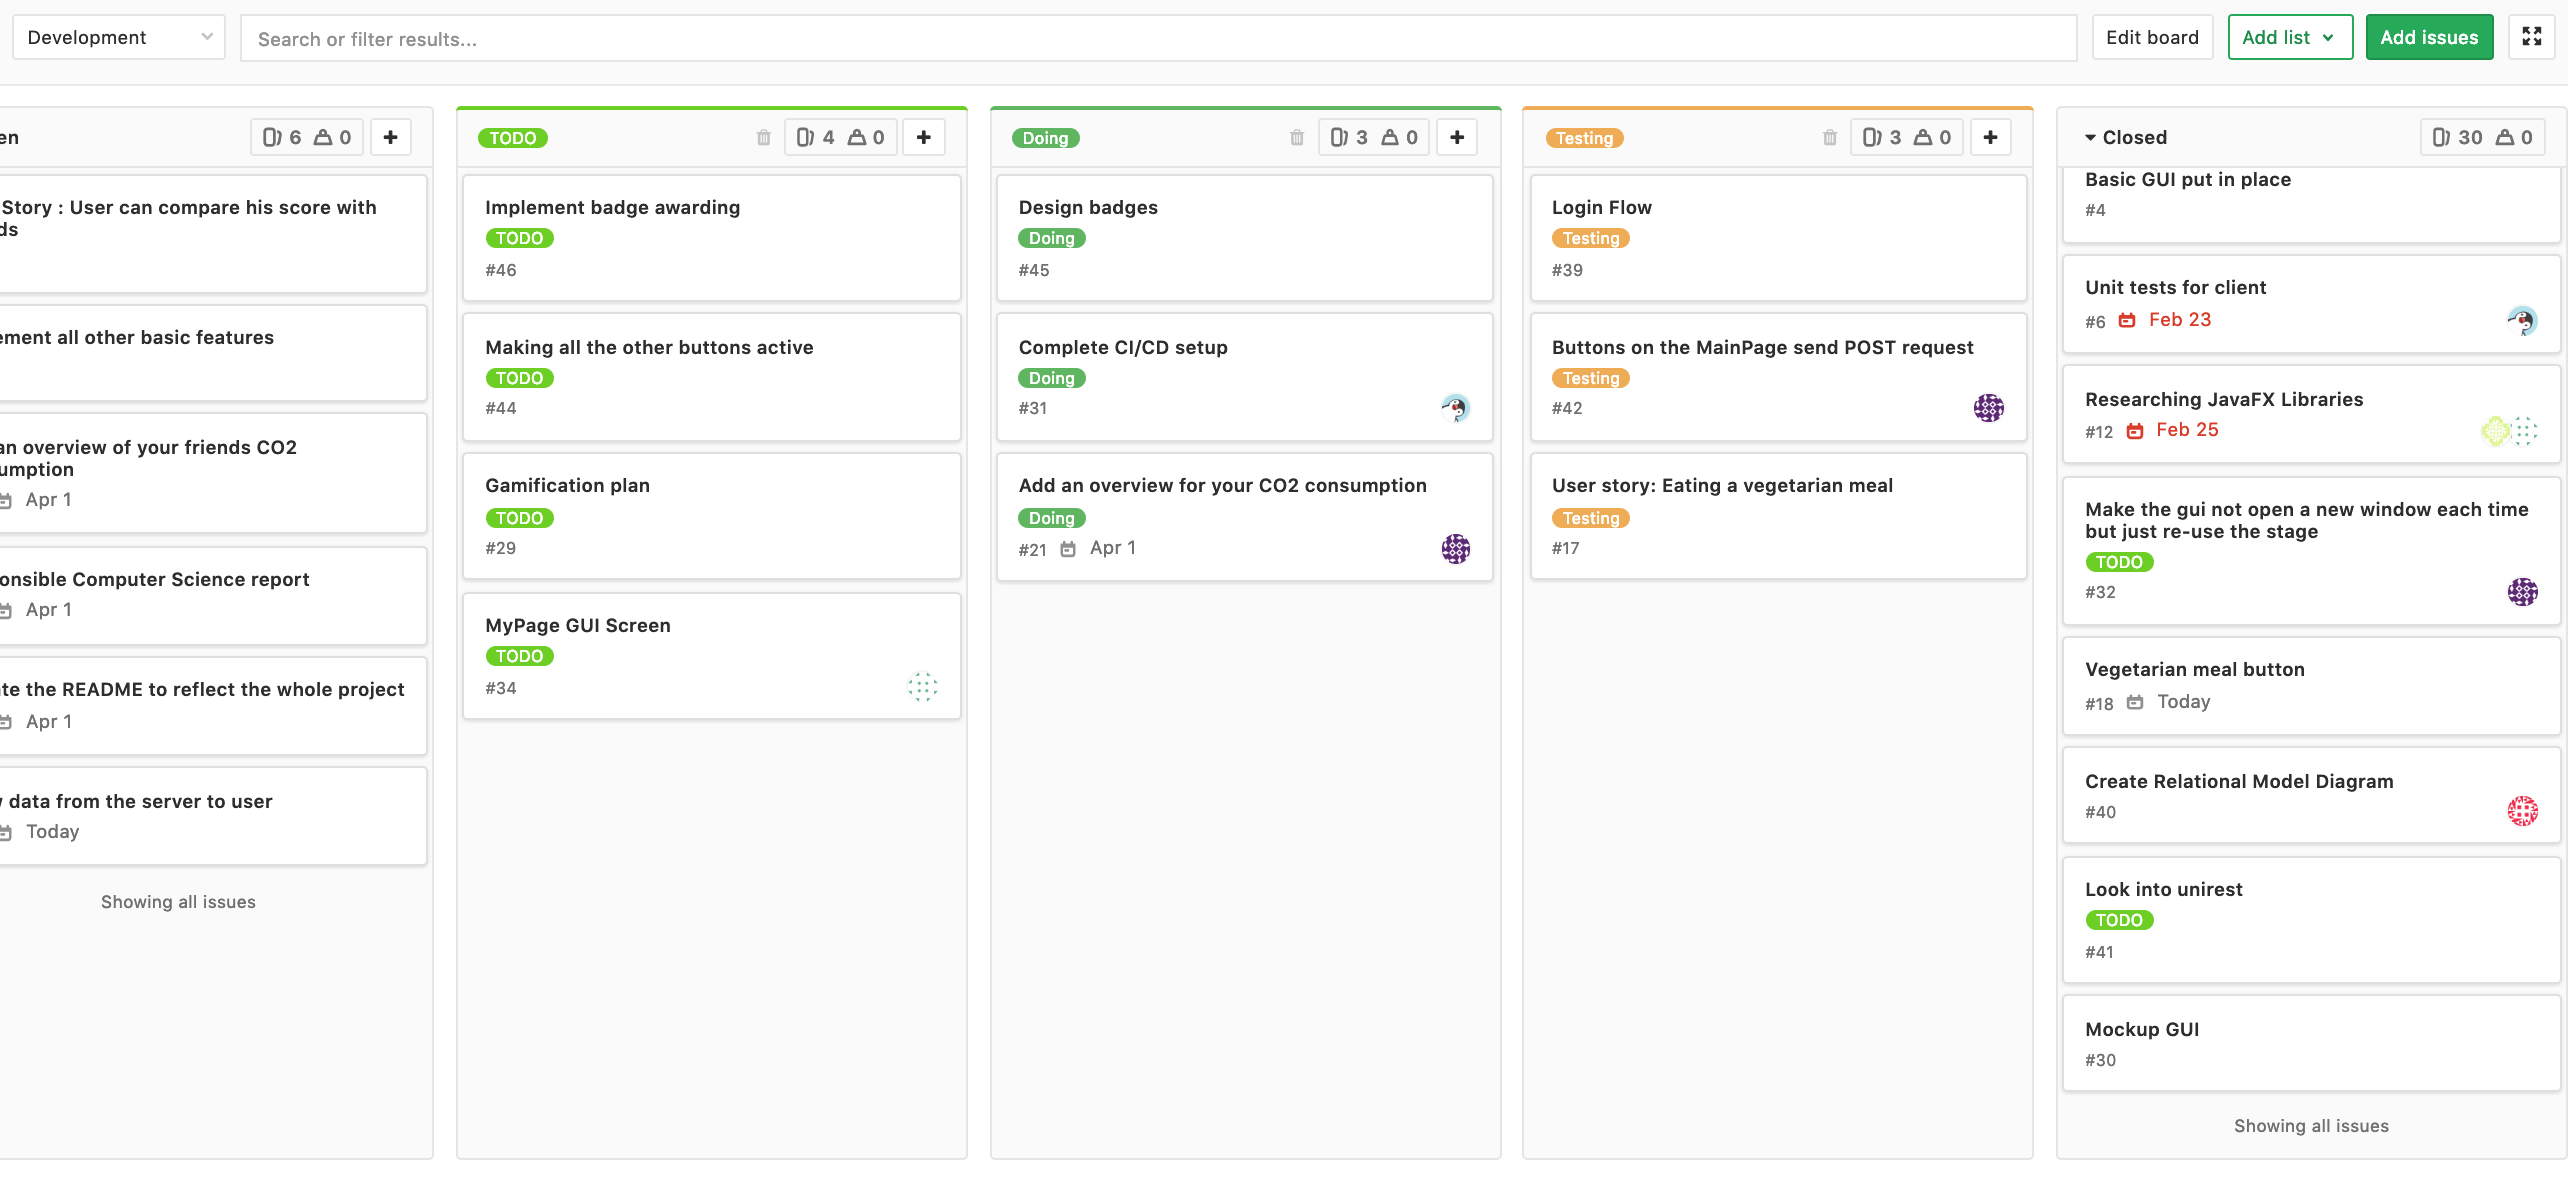 Development
Search or filter results...
Edit board
Add list
Add issues
6 0
Story : User can compare his score with
all other basic features
an overview of your friends CO2
Apr 1
Computer Science report
Apr 1
the README to reflect the whole project
Apr 1
data from the server to user
Today
Showing all issues
TODO
4 0
Implement badge awarding
TODO
#46
Making all the other buttons active
TODO
#44
Gamification plan
TODO
#29
MyPage GUI Screen
TODO
#34
Doing
3 0
Design badges
Doing
#45
Complete CI/CD setup
Doing
#31
Add an overview for your CO2 consumption
Doing
#21 Apr 1
Testing
3 0
Login Flow
Testing
#39
Buttons on the MainPage send POST request
Testing
#42
User story: Eating a vegetarian meal
Testing
#17
Closed
30 0
Basic GUI put in place
#4
Unit tests for client
#6 Feb 23
Researching JavaFX Libraries
#12 Feb 25
Make the gui not open a new window each time
but just re-use the stage
TODO
#32
Vegetarian meal button
#18 Today
Create Relational Model Diagram
#40
Look into unirest
TODO
#41
Mockup GUI
#30
Showing all issues